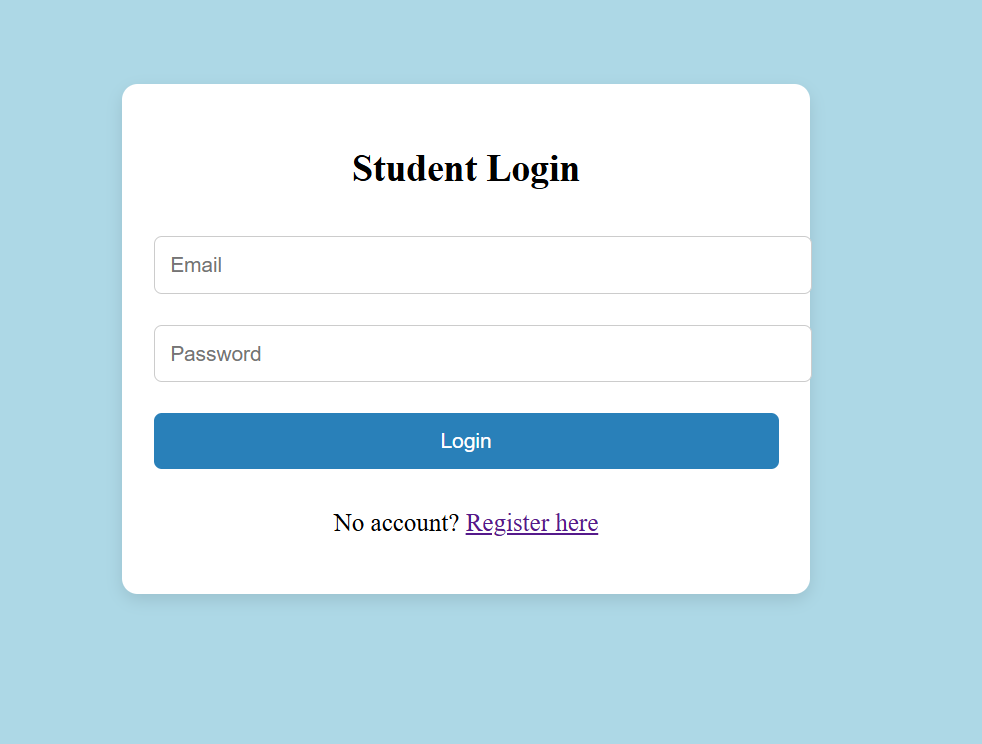 Student Login
Email
Password
Login
No account? Register here